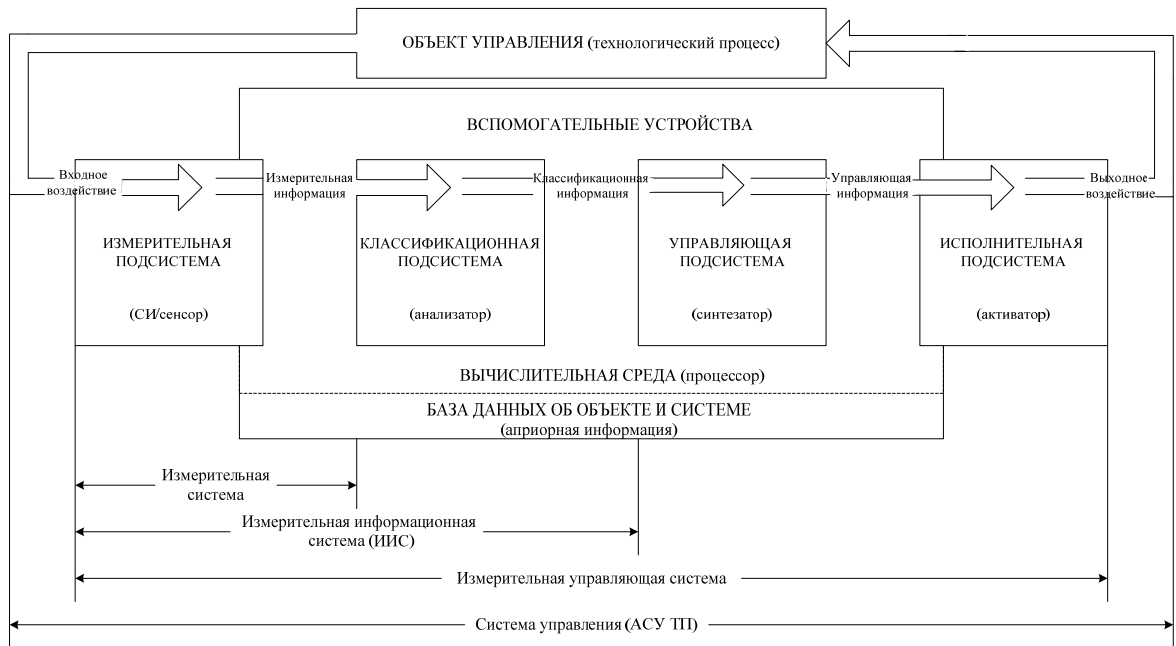 ОБЪЕКТ УПРАВЛЕНИЯ (технологический процесс)
ВСПОМОГАТЕЛЬНЫЕ УСТРОЙСТВА
Входное
воздействие
Измерительная
информация
Классификационная
информация
Управляющая
информация
Выходное
воздействие
ИЗМЕРИТЕЛЬНАЯ
ПОДСИСТЕМА
(СИ/сенсор)
КЛАССИФИКАЦИОННАЯ
ПОДСИСТЕМА
(анализатор)
УПРАВЛЯЮЩАЯ
ПОДСИСТЕМА
(синтезатор)
ИСПОЛНИТЕЛЬНАЯ
ПОДСИСТЕМА
(активатор)
ВЫЧИСЛИТЕЛЬНАЯ СРЕДА (процессор)
БАЗА ДАННЫХ ОБ ОБЪЕКТЕ И СИСТЕМЕ
(априорная информация)
Измерительная
система
Измерительная информационная
система (ИИС)
Измерительная управляющая система
Система управления (АСУ ТП)